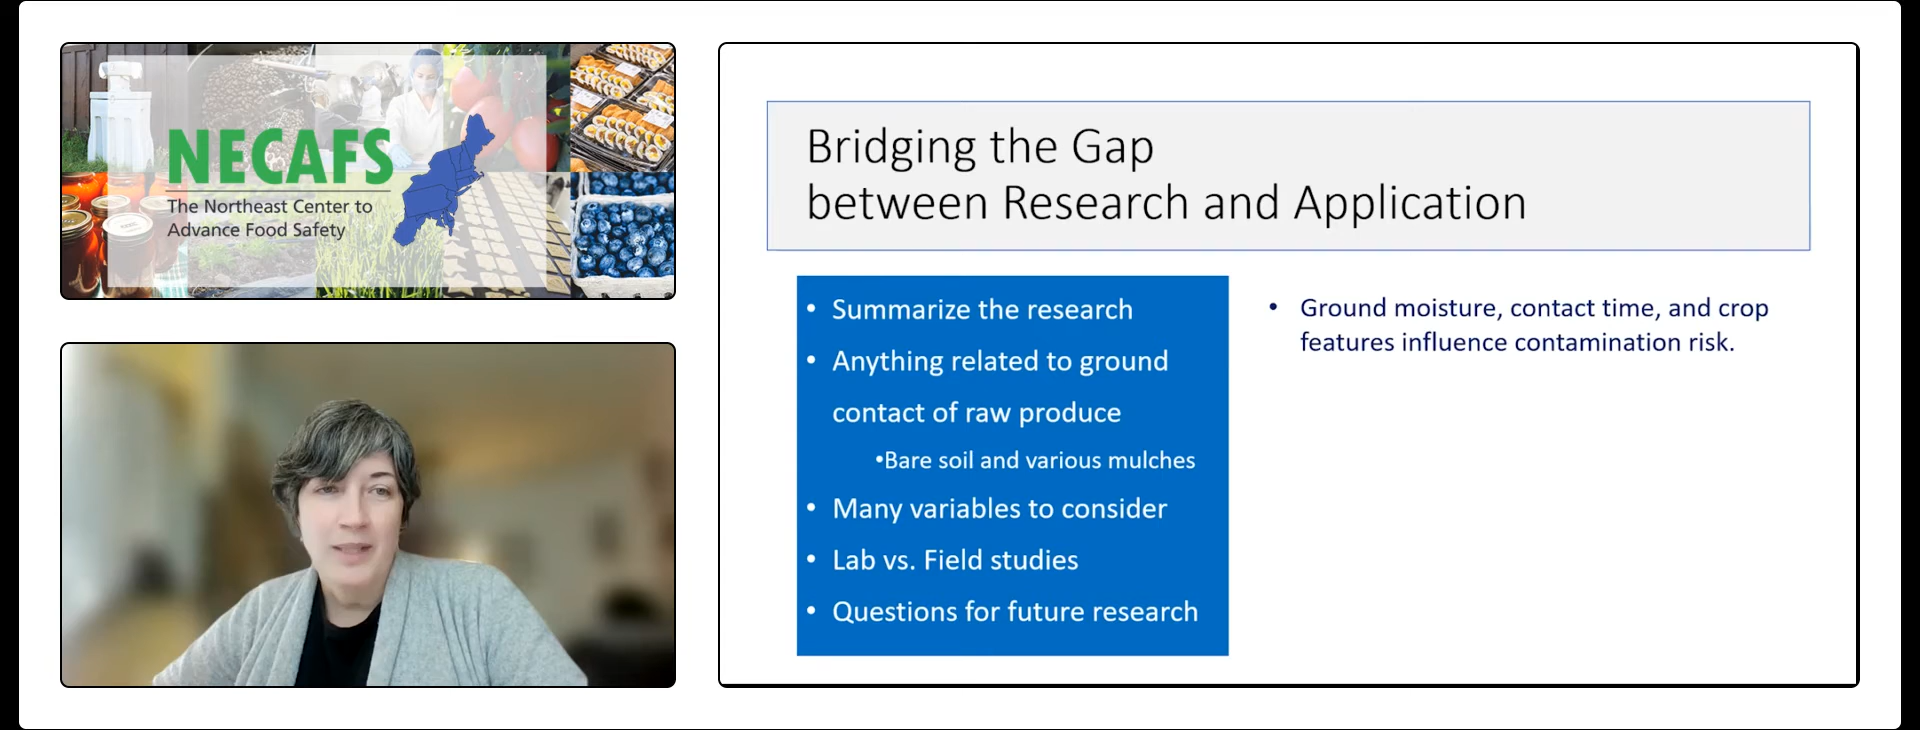 NECAFS
The Northeast Center to
Advance Food Safety
Bridging the Gap
between Research and Application
• Summarize the research
• Anything related to ground
contact of raw produce
•Bare soil and various mulches
• Many variables to consider
• Lab vs. Field studies
• Questions for future research
• Ground moisture, contact time, and crop
features influence contamination risk.